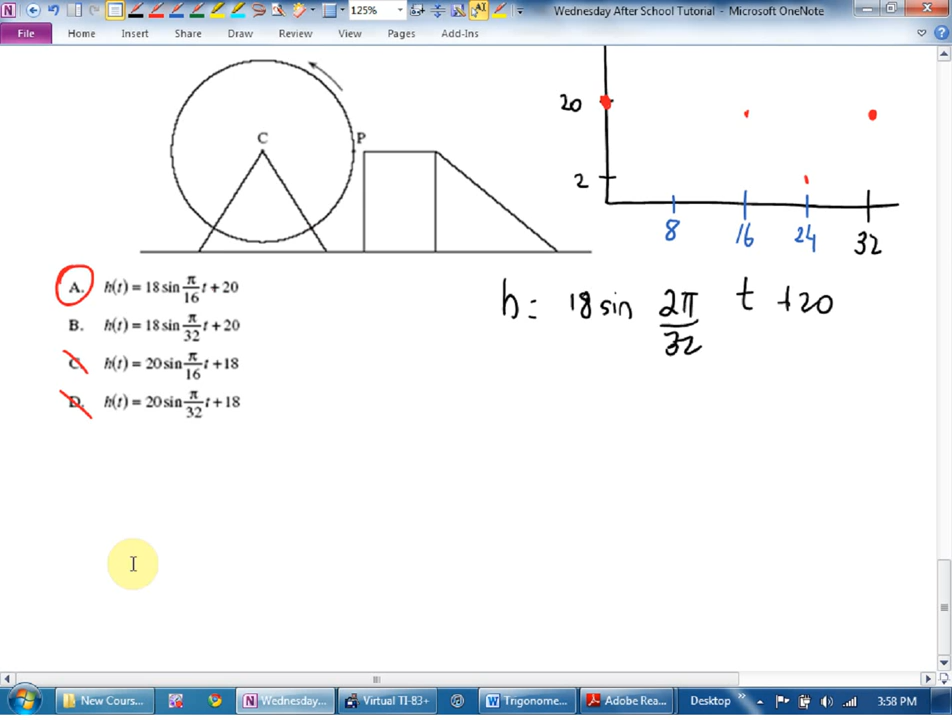 Wednesday After School Tutorial - Microsoft OneNote
125%
File Home Insert Share Draw Review View Pages Add-Ins
C P
20
2
8 16 24 32
A. h(t) = 18 sin π/16 t + 20
B. h(t) = 18 sin π/32 t + 20
C. h(t) = 20 sin π/16 t + 18
D. h(t) = 20 sin π/32 t + 18
h = 18 sin 2π/32 t + 20
New Cour... Wednesday... Virtual TI-83+ Trigonome... Adobe Rea... Desktop 3:58 PM